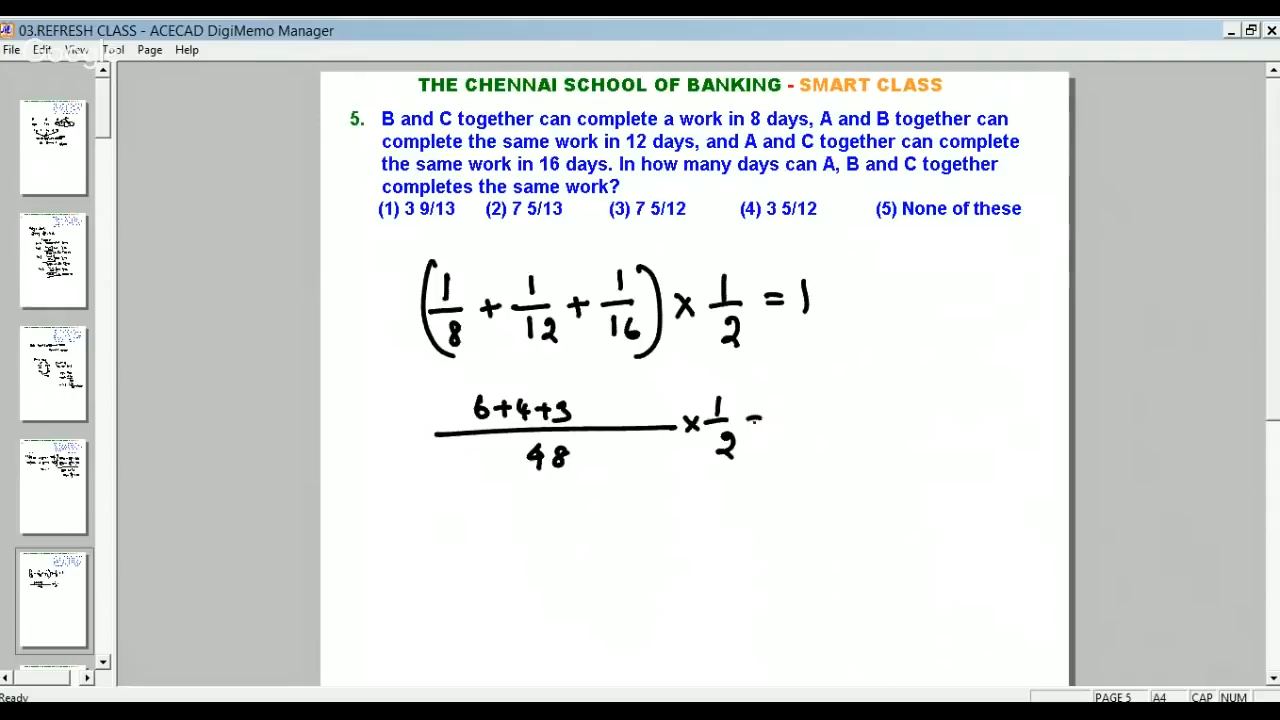 03.REFRESH CLASS - ACECAD DigiMemo Manager
File Edit View Tool Page Help
Google
THE CHENNAI SCHOOL OF BANKING - SMART CLASS
5. B and C together can complete a work in 8 days, A and B together can
complete the same work in 12 days, and A and C together can complete
the same work in 16 days. In how many days can A, B and C together
completes the same work?
(1) 3 9/13 (2) 7 5/13 (3) 7 5/12 (4) 3 5/12 (5) None of these
(1/8 + 1/12 + 1/16) × 1/2 = 1
6+4+3/48 × 1/2 =
Ready PAGE 5 A4 CAP NUM